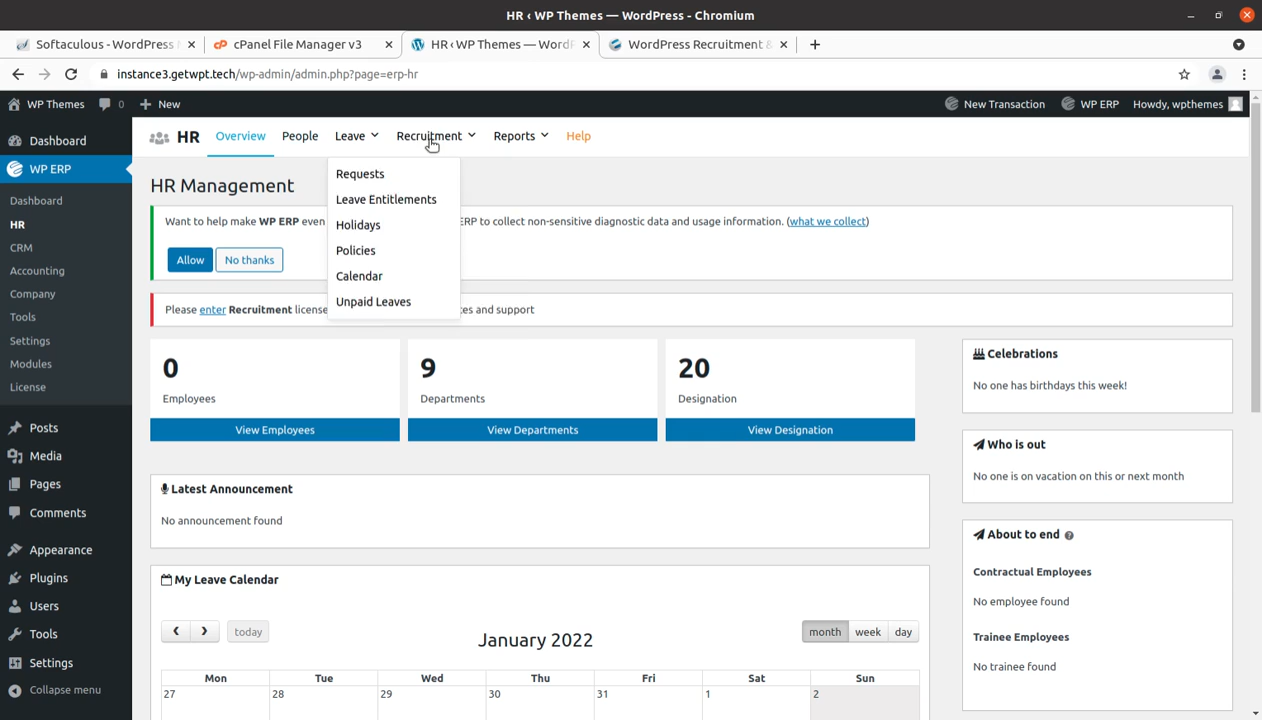 HR ‹ WP Themes — WordPress - Chromium
Softaculous - WordPress
cPanel File Manager v3
HR ‹ WP Themes — WordP
WordPress Recruitment &
instance3.getwpt.tech/wp-admin/admin.php?page=erp-hr
WP Themes 0 New New Transaction WP ERP Howdy, wpthemes
Dashboard
WP ERP
Dashboard
HR
CRM
Accounting
Company
Tools
Settings
Modules
License
Posts
Media
Pages
Comments
Appearance
Plugins
Users
Tools
Settings
Collapse menu
HR Overview People Leave Recruitment Reports Help
Requests
Leave Entitlements
Holidays
Policies
Calendar
Unpaid Leaves
HR Management
Want to help make WP ERP even ERP to collect non-sensitive diagnostic data and usage information. (what we collect)
Allow No thanks
Please enter Recruitment license es and support
0
Employees
View Employees
9
Departments
View Departments
20
Designation
View Designation
Celebrations
No one has birthdays this week!
Who is out
No one is on vacation on this or next month
About to end ?
Contractual Employees
No employee found
Trainee Employees
No trainee found
Latest Announcement
No announcement found
My Leave Calendar
today January 2022 month week day
Mon Tue Wed Thu Fri Sat Sun
27 28 29 30 31 1 2